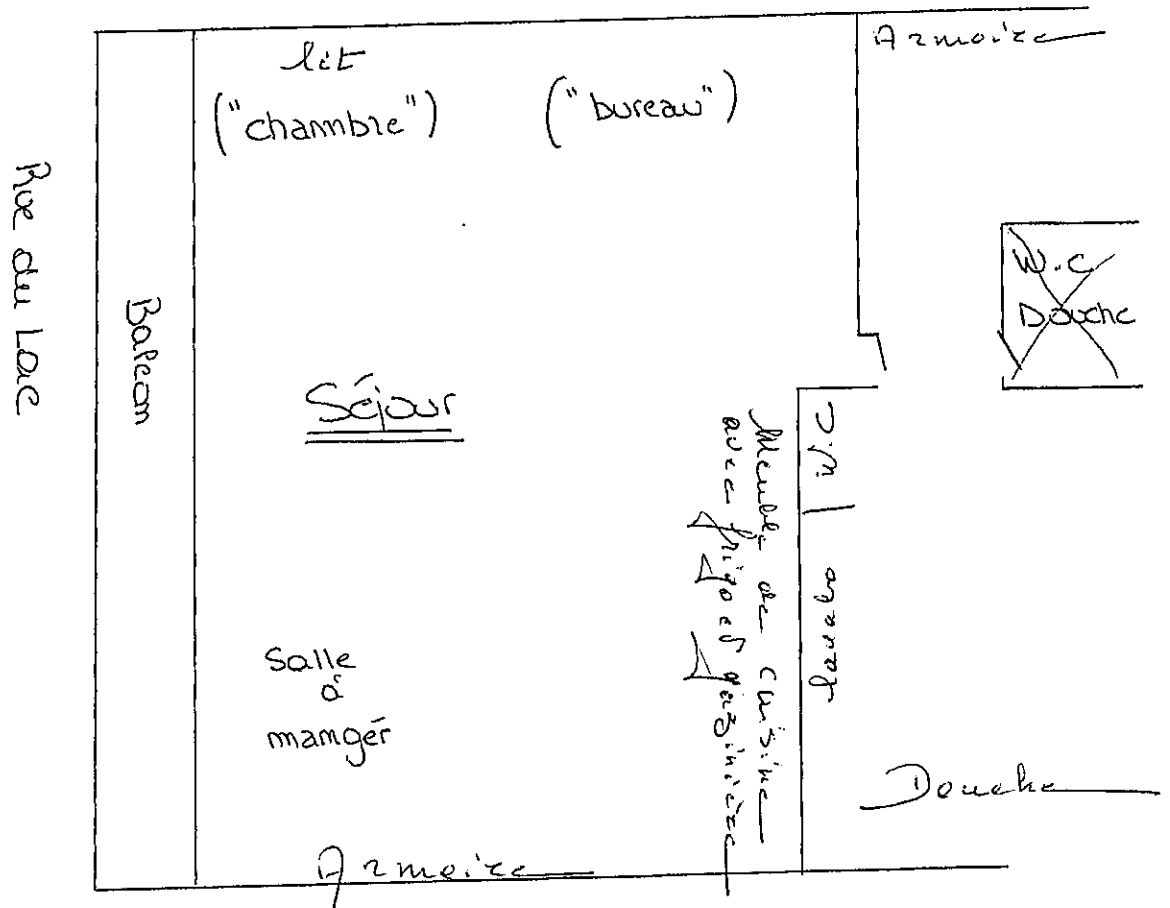 lit
("chambre")
("bureau")
Armoire
Rue du Lac
Balcon
W.C
Douche
Séjour
Meuble de cuisine
avec frigo et gazinière
W.C
lavabo
Salle
à
manger
Douche
Armoire